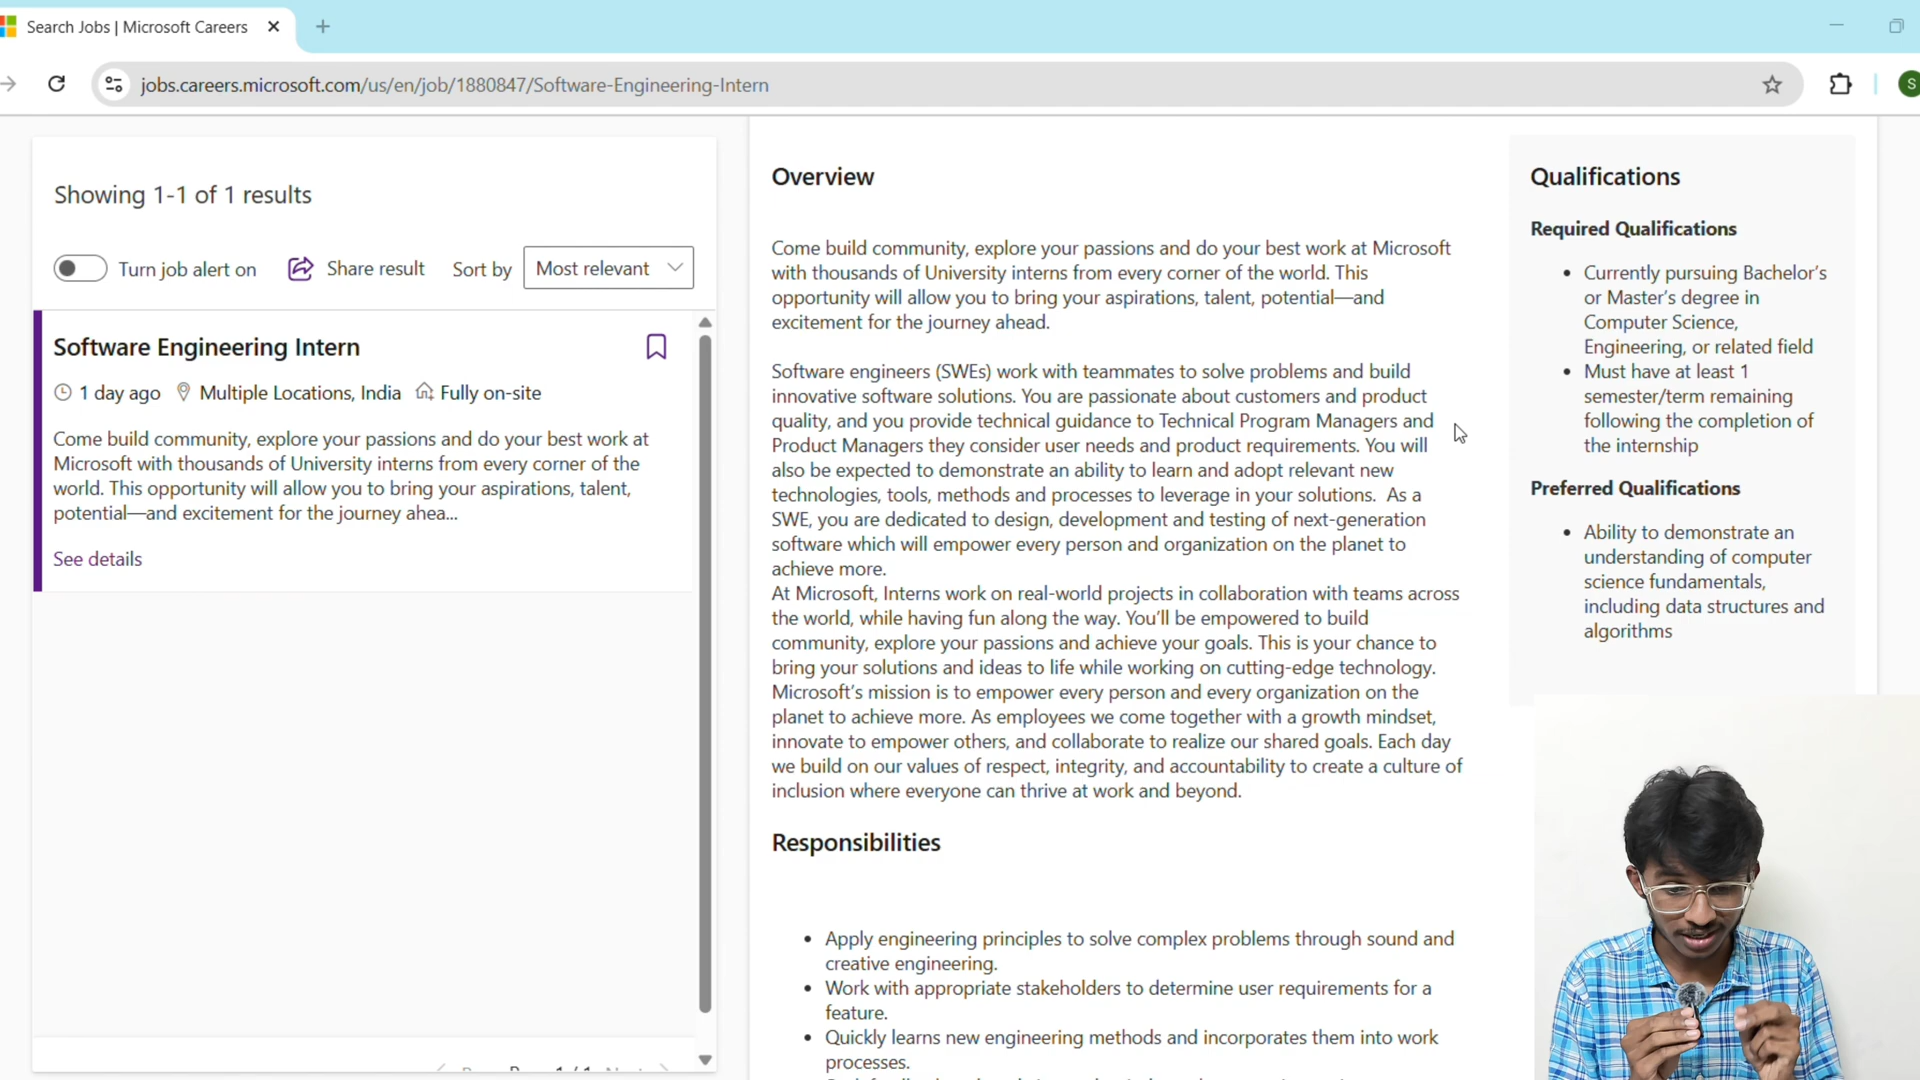 Search Jobs | Microsoft Careers
jobs.careers.microsoft.com/us/en/job/1880847/Software-Engineering-Intern
S
Showing 1-1 of 1 results
Turn job alert on
Share result
Sort by
Most relevant
Software Engineering Intern
1 day ago
Multiple Locations, India
Fully on-site
Come build community, explore your passions and do your best work at
Microsoft with thousands of University interns from every corner of the
world. This opportunity will allow you to bring your aspirations, talent,
potential—and excitement for the journey ahea...
See details
Overview
Come build community, explore your passions and do your best work at Microsoft
with thousands of University interns from every corner of the world. This
opportunity will allow you to bring your aspirations, talent, potential—and
excitement for the journey ahead.
Software engineers (SWEs) work with teammates to solve problems and build
innovative software solutions. You are passionate about customers and product
quality, and you provide technical guidance to Technical Program Managers and
Product Managers they consider user needs and product requirements. You will
also be expected to demonstrate an ability to learn and adopt relevant new
technologies, tools, methods and processes to leverage in your solutions. As a
SWE, you are dedicated to design, development and testing of next-generation
software which will empower every person and organization on the planet to
achieve more.
At Microsoft, Interns work on real-world projects in collaboration with teams across
the world, while having fun along the way. You'll be empowered to build
community, explore your passions and achieve your goals. This is your chance to
bring your solutions and ideas to life while working on cutting-edge technology.
Microsoft's mission is to empower every person and every organization on the
planet to achieve more. As employees we come together with a growth mindset,
innovate to empower others, and collaborate to realize our shared goals. Each day
we build on our values of respect, integrity, and accountability to create a culture of
inclusion where everyone can thrive at work and beyond.
Responsibilities
• Apply engineering principles to solve complex problems through sound and
creative engineering.
• Work with appropriate stakeholders to determine user requirements for a
feature.
• Quickly learns new engineering methods and incorporates them into work
processes.
Qualifications
Required Qualifications
• Currently pursuing Bachelor's
or Master's degree in
Computer Science,
Engineering, or related field
• Must have at least 1
semester/term remaining
following the completion of
the internship
Preferred Qualifications
• Ability to demonstrate an
understanding of computer
science fundamentals,
including data structures and
algorithms